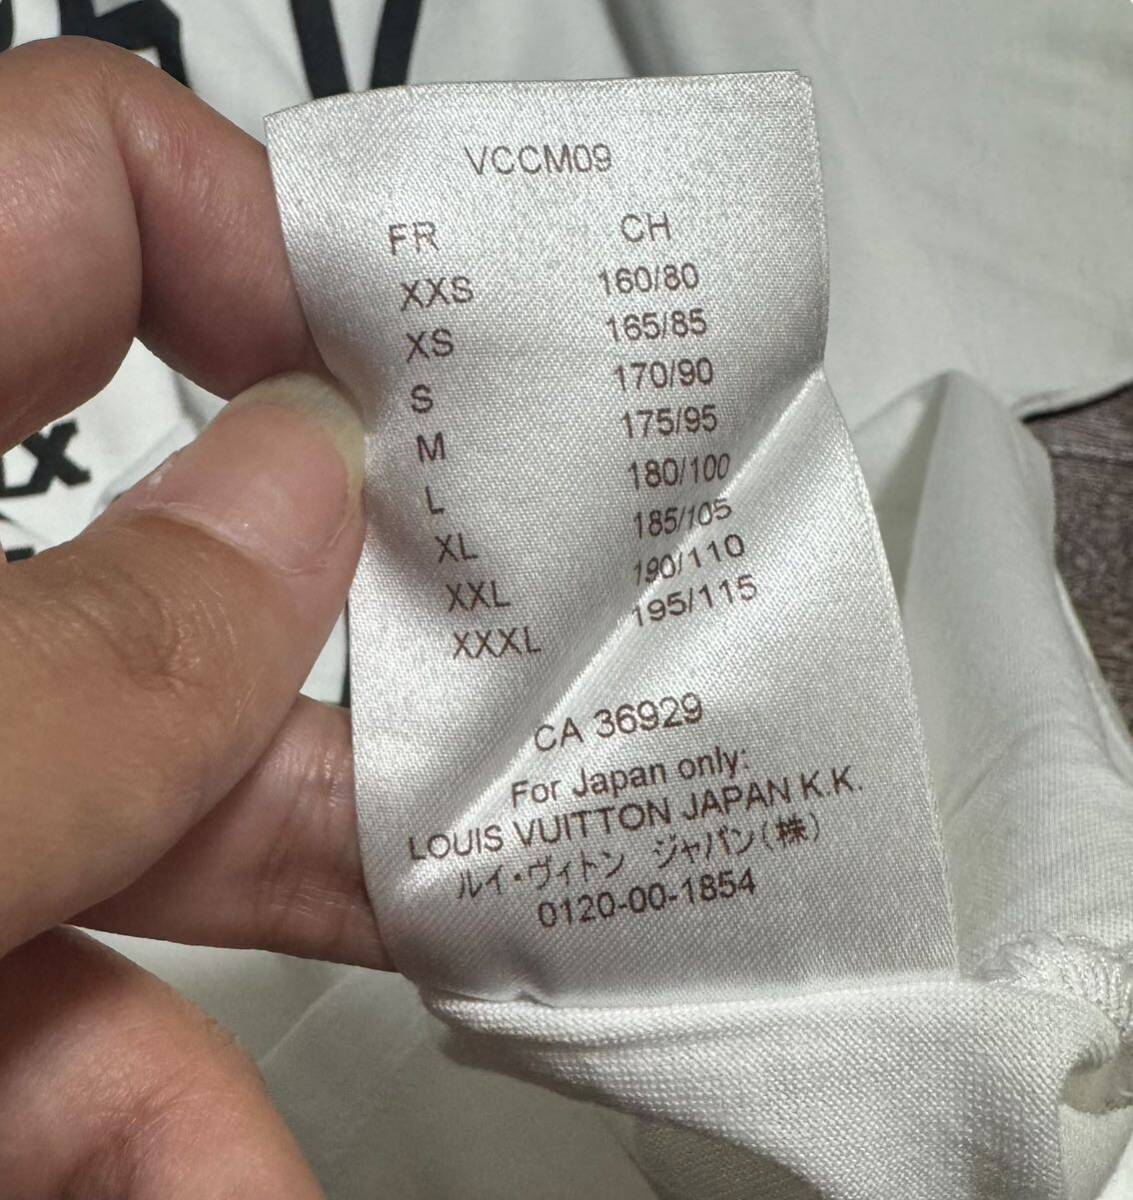 VCCM09
FR CH
XXS 160/80
XS 165/85
S 170/90
M 175/95
L 180/100
XL 185/105
XXL 190/110
XXXL 195/115
CA 36929
For Japan only:
LOUIS VUITTON JAPAN K.K.
ルイ・ヴィトン ジャパン(株)
0120-00-1854